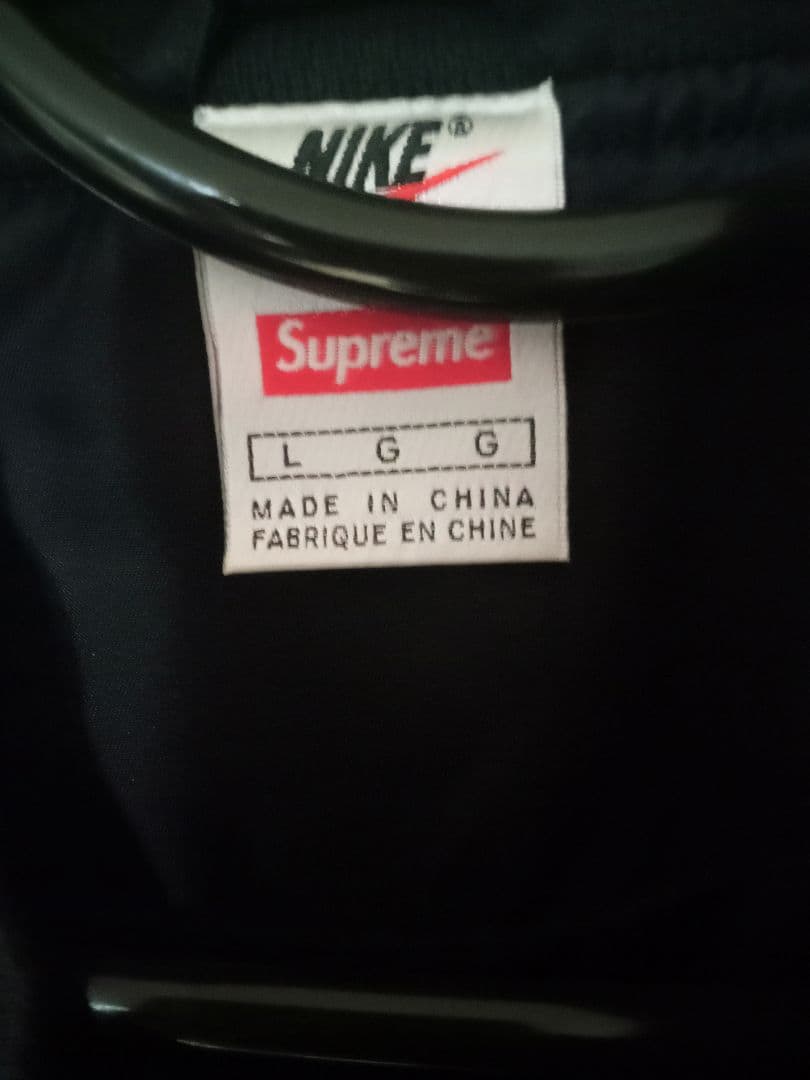 NIKE®
Supreme
L G G
MADE IN CHINA
FABRIQUE EN CHINE